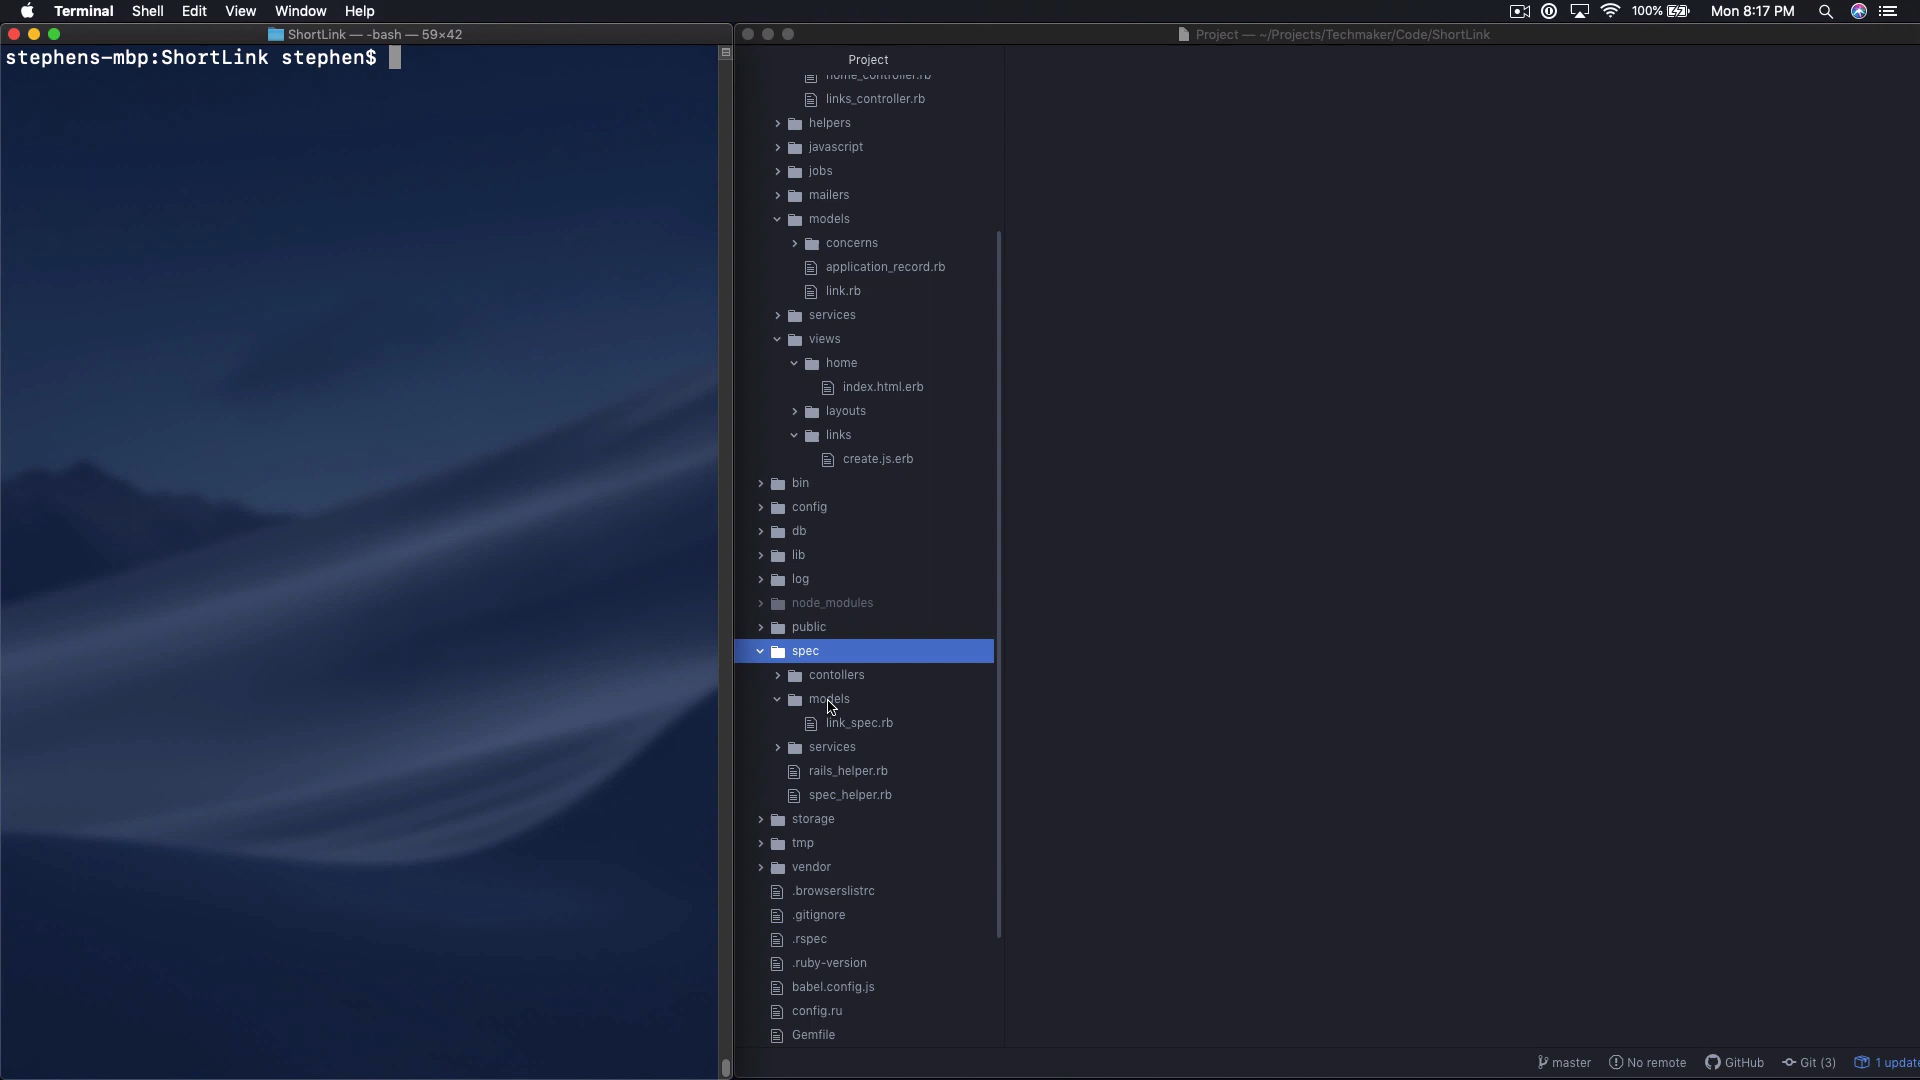 Terminal Shell Edit View Window Help
100% Mon 8:17 PM
ShortLink — -bash — 59×42
Project — ~/Projects/Techmaker/Code/ShortLink
stephens-mbp:ShortLink stephen$
Project
home_controller.rb
links_controller.rb
helpers
javascript
jobs
mailers
models
concerns
application_record.rb
link.rb
services
views
home
index.html.erb
layouts
links
create.js.erb
bin
config
db
lib
log
node_modules
public
spec
contollers
models
link_spec.rb
services
rails_helper.rb
spec_helper.rb
storage
tmp
vendor
.browserslistrc
.gitignore
.rspec
.ruby-version
babel.config.js
config.ru
Gemfile
master No remote GitHub Git (3) 1 update